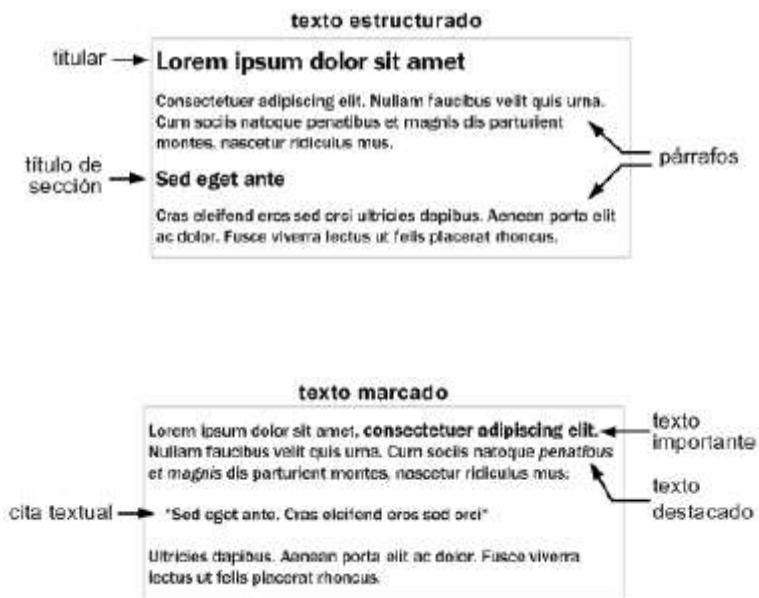 texto estructurado
titular
Lorem ipsum dolor sit amet
Consectetuer adipiscing elit. Nullam faucibus velit quis urna.
Cum sociis natoque penatibus et magnis dis parturient
montes, nascetur ridiculus mus.
párrafos
título de
sección
Sed eget ante
Cras eleifend eros sed orci ultricies dapibus. Aenean porta elit
ac dolor. Fusce viverra lectus ut felis placerat rhoncus.
texto marcado
Lorem ipsum dolor sit amet, consectetuer adipiscing elit.
texto
importante
Nullam faucibus velit quis urna. Cum sociis natoque penatibus
et magnis dis parturient montes, nascetur ridiculus mus.
texto
destacado
cita textual
"Sed eget ante. Cras eleifend eros sed orci"
Ultricies dapibus. Aenean porta elit ac dolor. Fusce viverra
lectus ut felis placerat rhoncus.